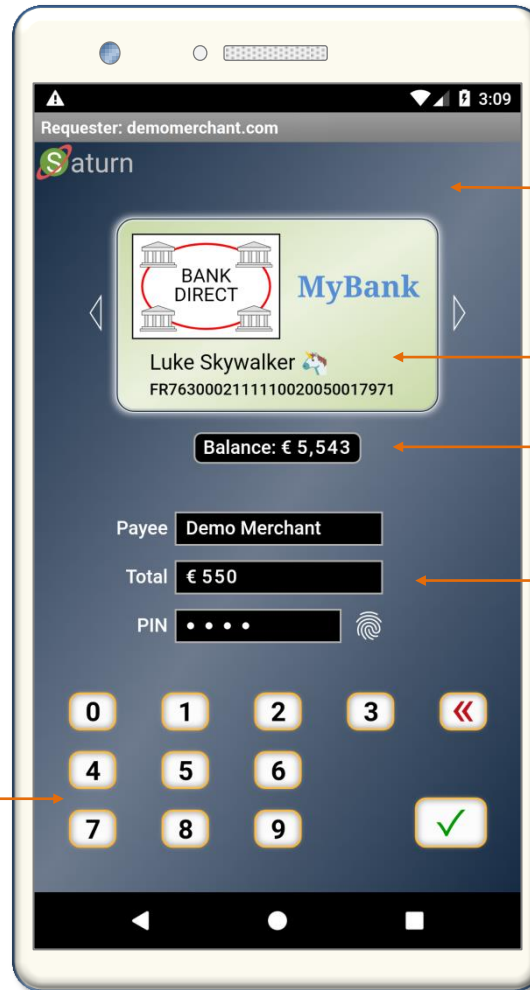 3:09
Requester: demomerchant.com
Saturn
BANK
DIRECT
MyBank
Luke Skywalker 🦄
FR7630002111110020050017971
Balance: € 5,543
Payee Demo Merchant
Total € 550
PIN • • • •
0 1 2 3 «
4 5 6
7 8 9 ✓